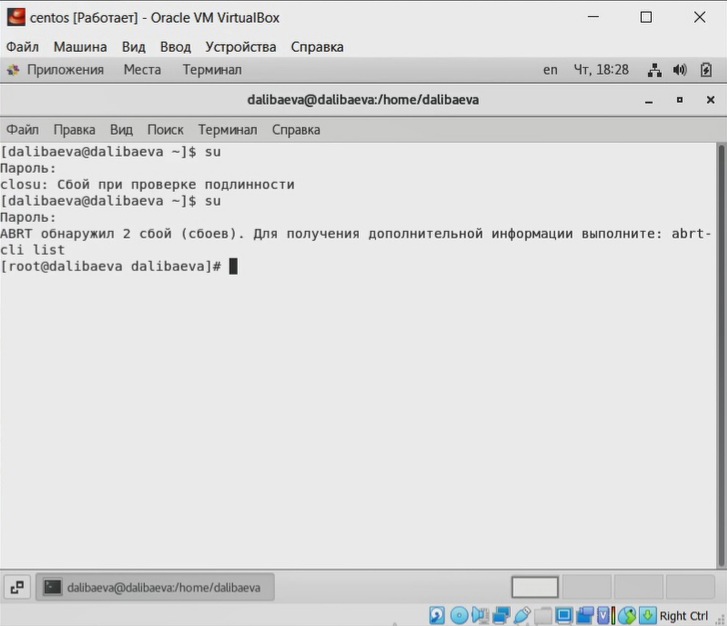 centos [Работает] - Oracle VM VirtualBox
Файл Машина Вид Ввод Устройства Справка
Приложения Места Терминал en Чт, 18:28
dalibaeva@dalibaeva:/home/dalibaeva
Файл Правка Вид Поиск Терминал Справка
[dalibaeva@dalibaeva ~]$ su
Пароль:
closu: Сбой при проверке подлинности
[dalibaeva@dalibaeva ~]$ su
Пароль:
ABRT обнаружил 2 сбой (сбоев). Для получения дополнительной информации выполните: abrt-
cli list
[root@dalibaeva dalibaeva]#
dalibaeva@dalibaeva:/home/dalibaeva
Right Ctrl